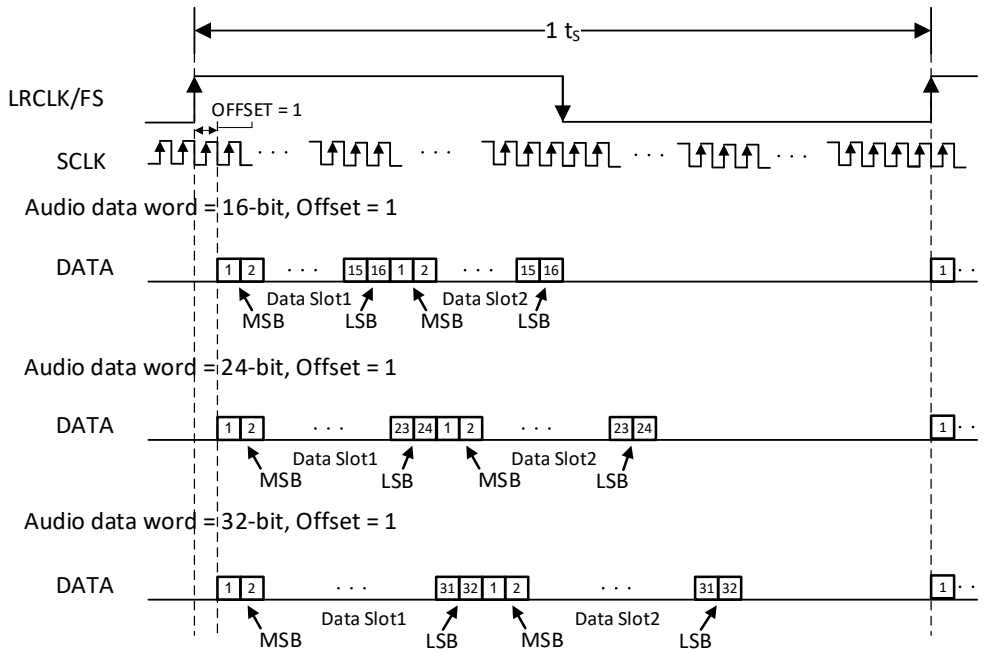 1 tS
LRCLK/FS
OFFSET = 1
SCLK
Audio data word = 16-bit, Offset = 1
DATA
1 2 . . . 15 16 1 2 . . . 15 16 1 . .
Data Slot1 Data Slot2
MSB LSB MSB LSB
Audio data word = 24-bit, Offset = 1
DATA
1 2 . . . 23 24 1 2 . . . 23 24 1 . .
Data Slot1 Data Slot2
MSB LSB MSB LSB
Audio data word = 32-bit, Offset = 1
DATA
1 2 . . . 31 32 1 2 . . . 31 32 1 . .
Data Slot1 Data Slot2
MSB LSB MSB LSB